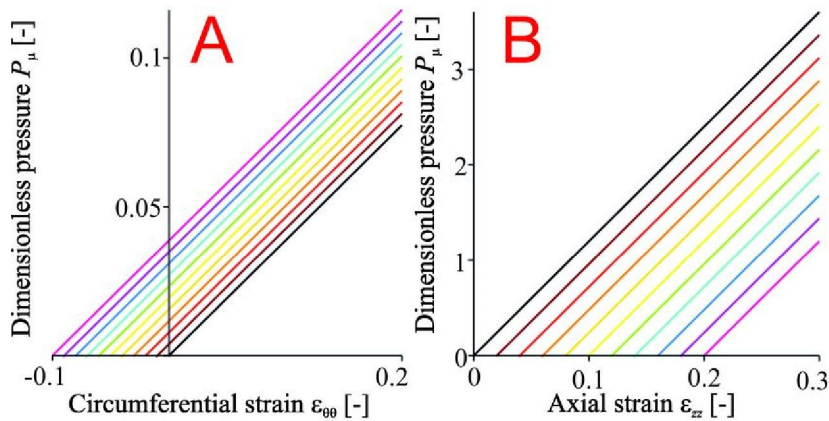 A
Dimensionless pressure Pμ [-]
0.1
0.05
-0.1
0.2
Circumferential strain εθθ [-]
B
Dimensionless pressure Pμ [-]
3
2
1
0
0
0.1
0.2
0.3
Axial strain εzz [-]